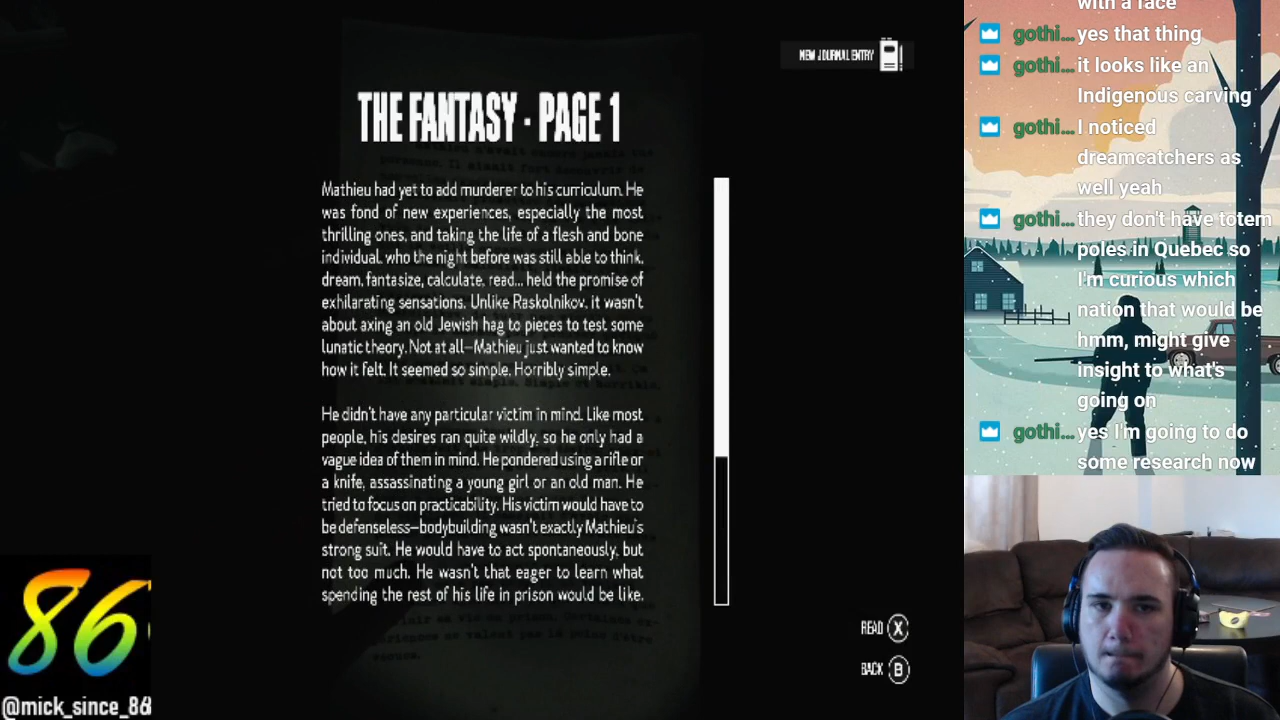 NEW JOURNAL ENTRY
THE FANTASY - PAGE 1
Mathieu had yet to add murderer to his curriculum. He
was fond of new experiences, especially the most
thrilling ones, and taking the life of a flesh and bone
individual, who the night before was still able to think,
dream, fantasize, calculate, read... held the promise of
exhilarating sensations. Unlike Raskolnikov, it wasn't
about axing an old Jewish hag to pieces to test some
lunatic theory. Not at all—Mathieu just wanted to know
how it felt. It seemed so simple. Horribly simple.
He didn't have any particular victim in mind. Like most
people, his desires ran quite wildly, so he only had a
vague idea of them in mind. He pondered using a rifle or
a knife, assassinating a young girl or an old man. He
tried to focus on practicability. His victim would have to
be defenseless—bodybuilding wasn't exactly Mathieu's
strong suit. He would have to act spontaneously, but
not too much. He wasn't that eager to learn what
spending the rest of his life in prison would be like.
READ X
BACK B
with a face
gothi... yes that thing
gothi... it looks like an
Indigenous carving
gothi... I noticed
dreamcatchers as
well yeah
gothi... they don't have totem
poles in Quebec so
I'm curious which
nation that would be
hmm, might give
insight to what's
going on
gothi... yes I'm going to do
some research now
86
@mick_since_86